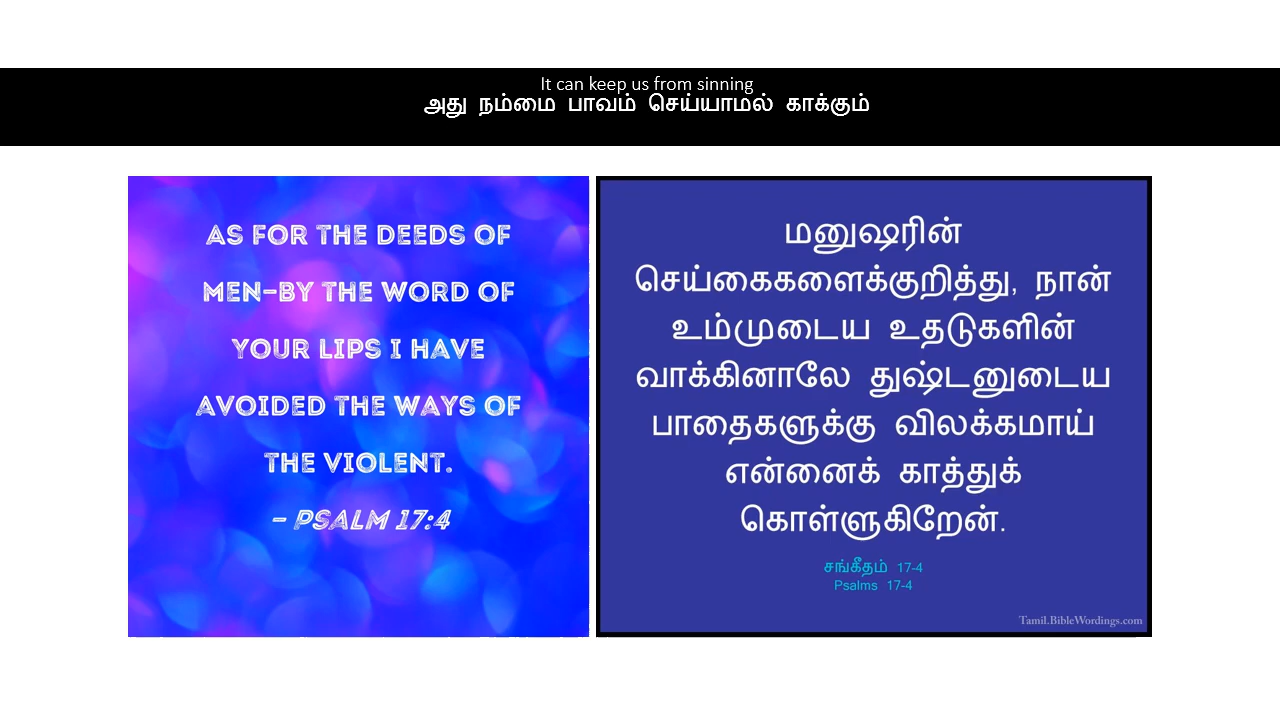 It can keep us from sinning
அது நம்மை பாவம் செய்யாமல் காக்கும்
AS FOR THE DEEDS OF
MEN–BY THE WORD OF
YOUR LIPS I HAVE
AVOIDED THE WAYS OF
THE VIOLENT.
– PSALM 17:4
மனுஷரின்
செய்கைகளைக்குறித்து, நான்
உம்முடைய உதடுகளின்
வாக்கினாலே துஷ்டனுடைய
பாதைகளுக்கு விலக்கமாய்
என்னைக் காத்துக்
கொள்ளுகிறேன்.
சங்கீதம் 17-4
Psalms 17-4
Tamil.BibleWordings.com